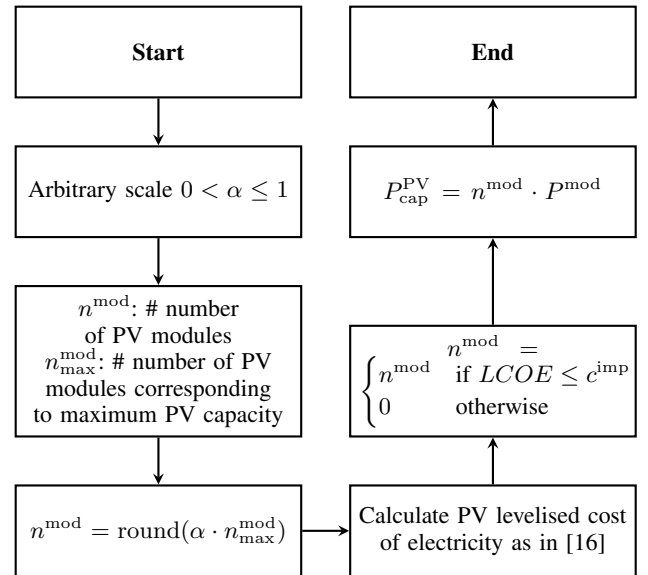 Start
Arbitrary scale 0 < α ≤ 1
n^mod: # number
of PV modules
n^mod_max: # number of PV
modules corresponding
to maximum PV capacity
n^mod = round(α · n^mod_max)
Calculate PV levelised cost
of electricity as in [16]
n^mod =
{ n^mod if LCOE ≤ c^imp
0 otherwise
P^PV_cap = n^mod · P^mod
End